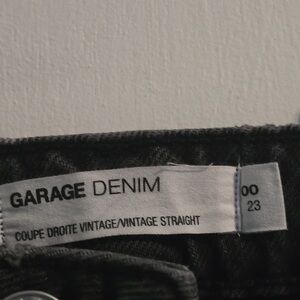 GARAGE DENIM
COUPE DROITE VINTAGE/VINTAGE STRAIGHT
00
23